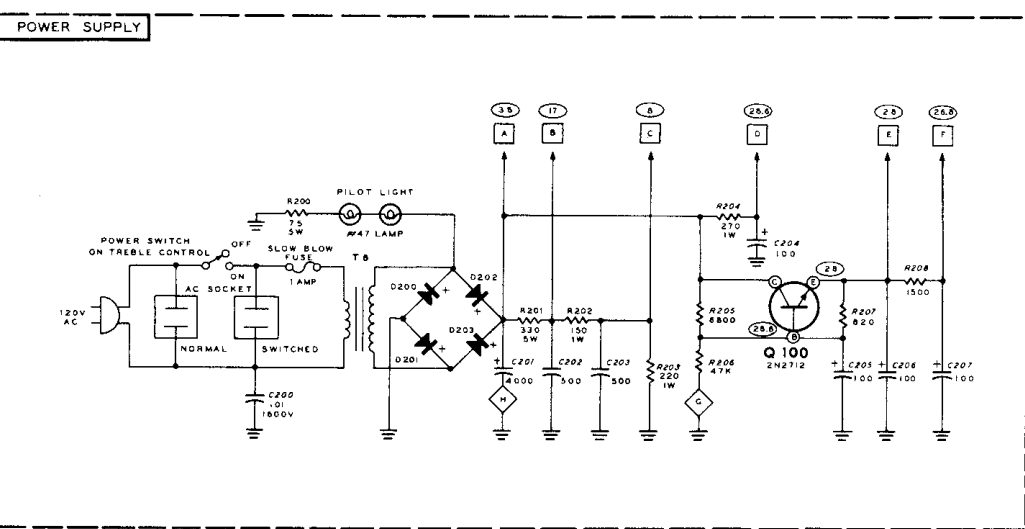 POWER SUPPLY
38
17
8
28.6
28
26.8
A
B
C
D
E
F
R200
75
5W
PILOT LIGHT
#47 LAMP
POWER SWITCH
ON TREBLE CONTROL
OFF
ON
SLOW BLOW
FUSE
1 AMP
T8
AC SOCKET
120V
AC
NORMAL
SWITCHED
C200
.01
1600V
D200
D202
D201
D203
R201
330
5W
R202
150
1W
C201
4000
H
C202
500
C203
500
R203
220
1W
R204
270
1W
C204
100
R205
6800
R206
47K
G
C
E
28
28.8
B
Q 100
2N2712
R207
820
R208
1500
C205
100
C206
100
C207
100